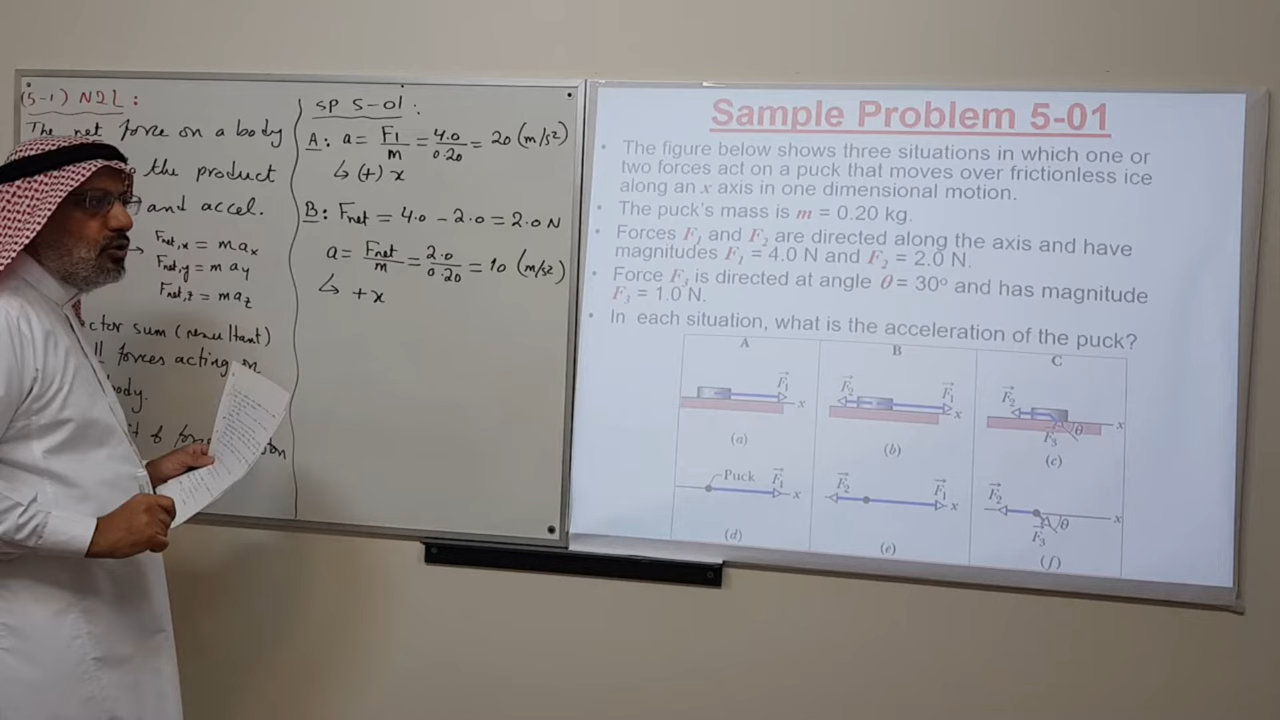 (5-1) N2L :
The net force on a body
the product
and accel.
→ Fnet,x = m ax
Fnet,y = m ay
Fnet,z = m az
ctor sum (resultant)
ll forces acting on
body.
SP 5-01 :
A : a = F1/m = 4.0/0.20 = 20 (m/s²)
↳ (+) x
B : Fnet = 4.0 - 2.0 = 2.0 N
a = Fnet/m = 2.0/0.20 = 10 (m/s²)
↳ +x
Sample Problem 5-01
• The figure below shows three situations in which one or
two forces act on a puck that moves over frictionless ice
along an x axis in one dimensional motion.
• The puck's mass is m = 0.20 kg.
• Forces F1 and F2 are directed along the axis and have
magnitudes F1 = 4.0 N and F2 = 2.0 N.
• Force F3 is directed at angle θ = 30° and has magnitude
F3 = 1.0 N.
• In each situation, what is the acceleration of the puck?
A B C
F1 x
F2 F1 x
F2 F3 θ x
(a) (b) (c)
Puck F1 x
F2 F1 x
F2 F3 θ x
(d) (e) (f)